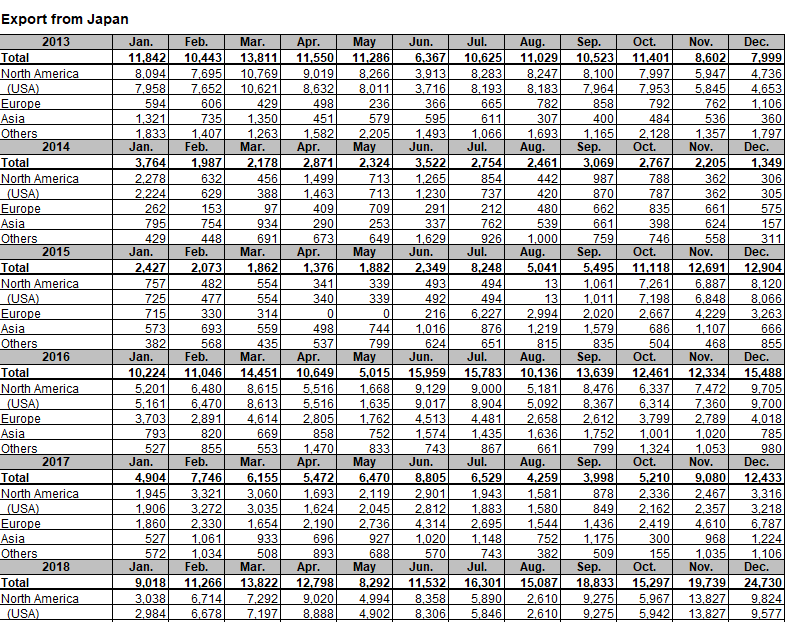 Export from Japan
2013 Jan. Feb. Mar. Apr. May Jun. Jul. Aug. Sep. Oct. Nov. Dec.
Total 11,842 10,443 13,811 11,550 11,286 6,367 10,625 11,029 10,523 11,401 8,602 7,999
North America 8,094 7,695 10,769 9,019 8,266 3,913 8,283 8,247 8,100 7,997 5,947 4,736
(USA) 7,958 7,652 10,621 8,632 8,011 3,716 8,193 8,183 7,964 7,953 5,845 4,653
Europe 594 606 429 498 236 366 665 782 858 792 762 1,106
Asia 1,321 735 1,350 451 579 595 611 307 400 484 536 360
Others 1,833 1,407 1,263 1,582 2,205 1,493 1,066 1,693 1,165 2,128 1,357 1,797
2014 Jan. Feb. Mar. Apr. May Jun. Jul. Aug. Sep. Oct. Nov. Dec.
Total 3,764 1,987 2,178 2,871 2,324 3,522 2,754 2,461 3,069 2,767 2,205 1,349
North America 2,278 632 456 1,499 713 1,265 854 442 987 788 362 306
(USA) 2,224 629 388 1,463 713 1,230 737 420 870 787 362 305
Europe 262 153 97 409 709 291 212 480 662 835 661 575
Asia 795 754 934 290 253 337 762 539 661 398 624 157
Others 429 448 691 673 649 1,629 926 1,000 759 746 558 311
2015 Jan. Feb. Mar. Apr. May Jun. Jul. Aug. Sep. Oct. Nov. Dec.
Total 2,427 2,073 1,862 1,376 1,882 2,349 8,248 5,041 5,495 11,118 12,691 12,904
North America 757 482 554 341 339 493 494 13 1,061 7,261 6,887 8,120
(USA) 725 477 554 340 339 492 494 13 1,011 7,198 6,848 8,066
Europe 715 330 314 0 0 216 6,227 2,994 2,020 2,667 4,229 3,263
Asia 573 693 559 498 744 1,016 876 1,219 1,579 686 1,107 666
Others 382 568 435 537 799 624 651 815 835 504 468 855
2016 Jan. Feb. Mar. Apr. May Jun. Jul. Aug. Sep. Oct. Nov. Dec.
Total 10,224 11,046 14,451 10,649 5,015 15,959 15,783 10,136 13,639 12,461 12,334 15,488
North America 5,201 6,480 8,615 5,516 1,668 9,129 9,000 5,181 8,476 6,337 7,472 9,705
(USA) 5,161 6,470 8,613 5,516 1,635 9,017 8,904 5,092 8,367 6,314 7,360 9,700
Europe 3,703 2,891 4,614 2,805 1,762 4,513 4,481 2,658 2,612 3,799 2,789 4,018
Asia 793 820 669 858 752 1,574 1,435 1,636 1,752 1,001 1,020 785
Others 527 855 553 1,470 833 743 867 661 799 1,324 1,053 980
2017 Jan. Feb. Mar. Apr. May Jun. Jul. Aug. Sep. Oct. Nov. Dec.
Total 4,904 7,746 6,155 5,472 6,470 8,805 6,529 4,259 3,998 5,210 9,080 12,433
North America 1,945 3,321 3,060 1,693 2,119 2,901 1,943 1,581 878 2,336 2,467 3,316
(USA) 1,906 3,272 3,035 1,624 2,045 2,812 1,883 1,580 849 2,162 2,357 3,218
Europe 1,860 2,330 1,654 2,190 2,736 4,314 2,695 1,544 1,436 2,419 4,610 6,787
Asia 527 1,061 933 696 927 1,020 1,148 752 1,175 300 968 1,224
Others 572 1,034 508 893 688 570 743 382 509 155 1,035 1,106
2018 Jan. Feb. Mar. Apr. May Jun. Jul. Aug. Sep. Oct. Nov. Dec.
Total 9,018 11,266 13,822 12,798 8,292 11,532 16,301 15,087 18,833 15,297 19,739 24,730
North America 3,038 6,714 7,292 9,020 4,994 8,358 5,890 2,610 9,275 5,967 13,827 9,824
(USA) 2,984 6,678 7,197 8,888 4,902 8,306 5,846 2,610 9,275 5,942 13,827 9,577